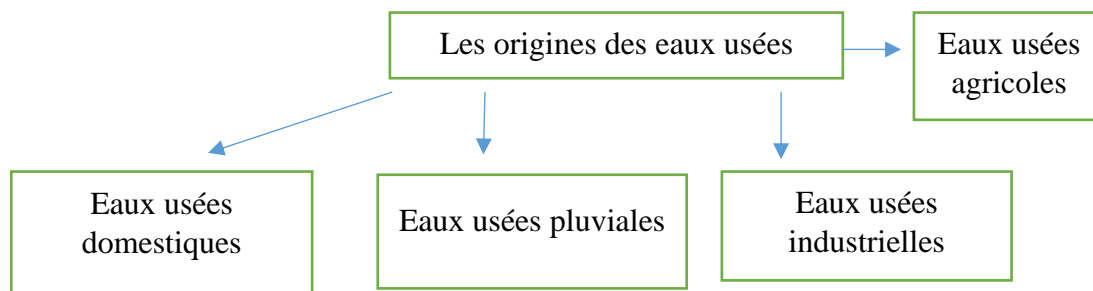 Les origines des eaux usées
Eaux usées
agricoles
Eaux usées
domestiques
Eaux usées pluviales
Eaux usées
industrielles